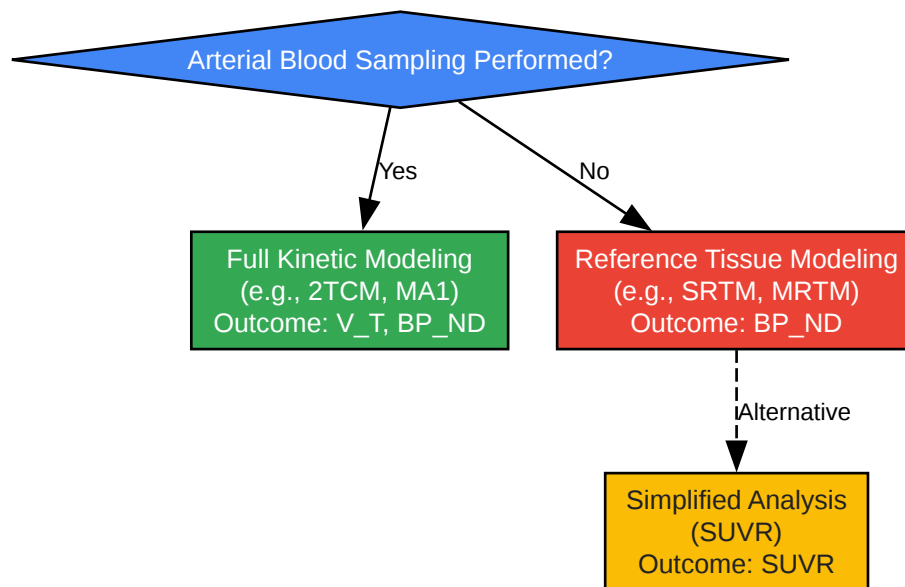 Arterial Blood Sampling Performed?
Yes
No
Full Kinetic Modeling
(e.g., 2TCM, MA1)
Outcome: V_T, BP_ND
Reference Tissue Modeling
(e.g., SRTM, MRTM)
Outcome: BP_ND
Alternative
Simplified Analysis
(SUVR)
Outcome: SUVR